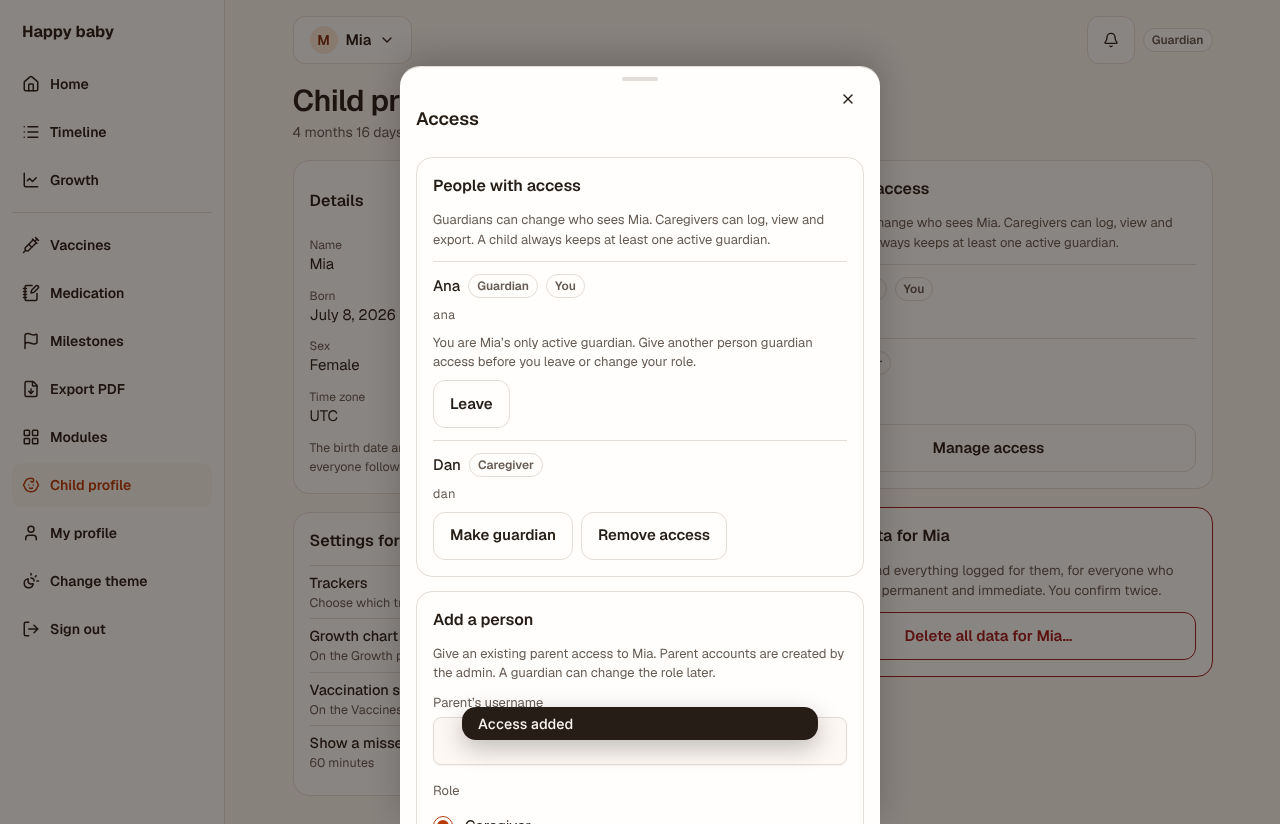 Happy baby
Home
Timeline
Growth
Vaccines
Medication
Milestones
Export PDF
Modules
Child profile
My profile
Change theme
Sign out
M Mia
Guardian
Child pr
4 months 16 days
Details
Name
Mia
Born
July 8, 2026
Sex
Female
Time zone
UTC
The birth date a
everyone follow
Settings for
Trackers
Choose which t
Growth chart
On the Growth p
Vaccination s
On the Vaccines
Show a misse
60 minutes
Access
People with access
Guardians can change who sees Mia. Caregivers can log, view and
export. A child always keeps at least one active guardian.
Ana Guardian You
ana
You are Mia's only active guardian. Give another person guardian
access before you leave or change your role.
Leave
Dan Caregiver
dan
Make guardian Remove access
Add a person
Give an existing parent access to Mia. Parent accounts are created by
the admin. A guardian can change the role later.
Parent's username
Access added
Role
Caregiver
access
hange who sees Mia. Caregivers can log, view and
ways keeps at least one active guardian.
You
Manage access
ta for Mia
d everything logged for them, for everyone who
permanent and immediate. You confirm twice.
Delete all data for Mia…